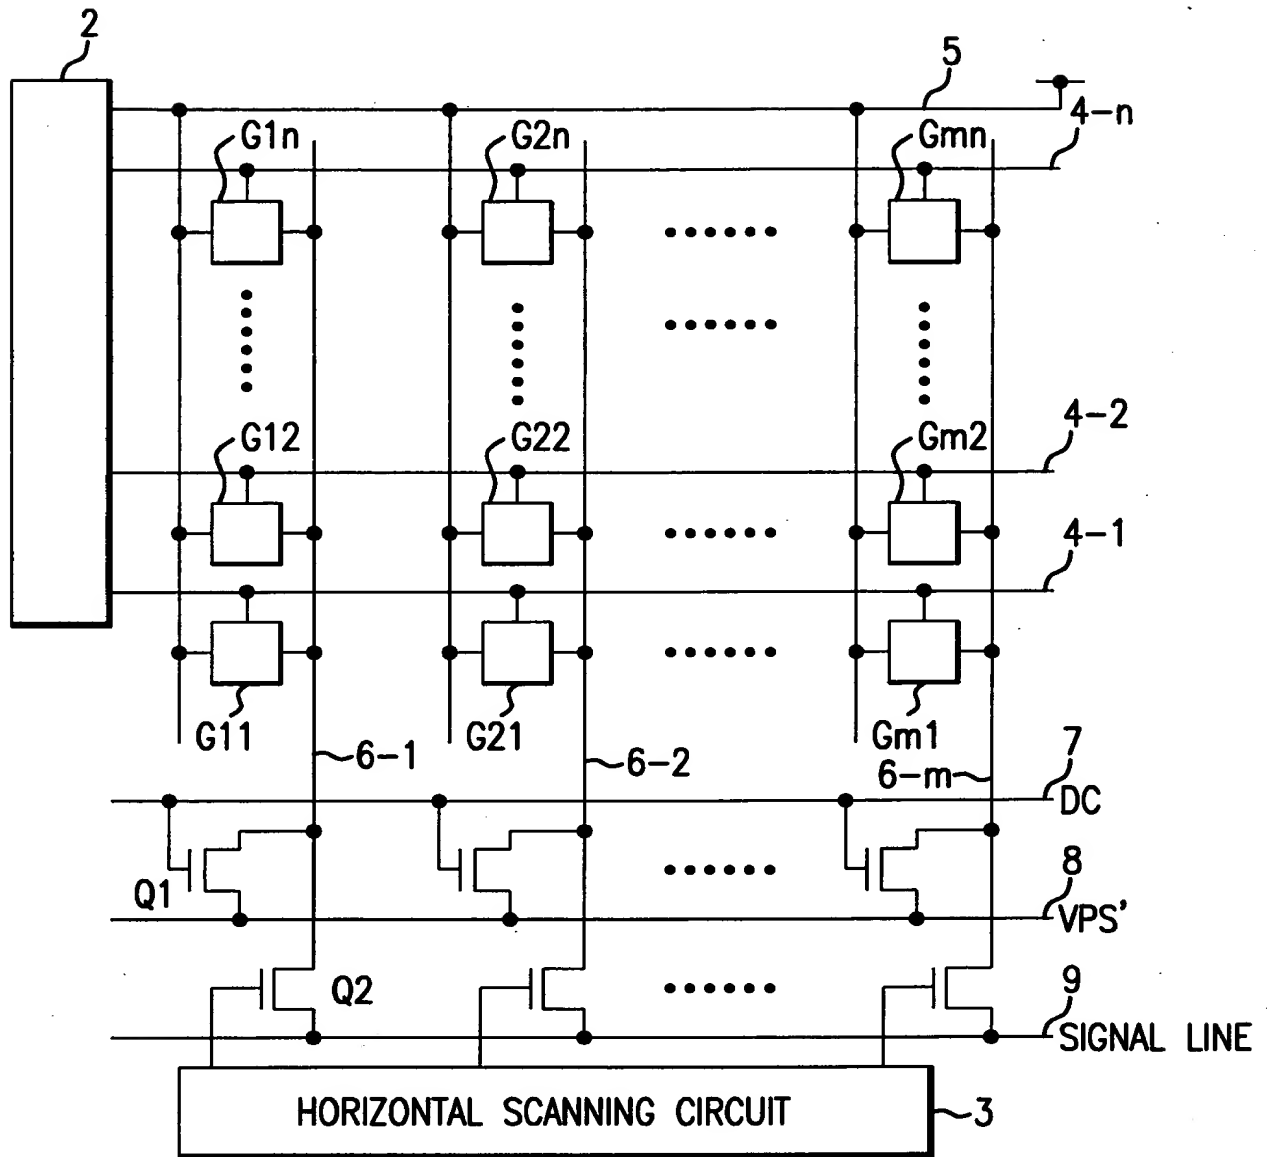 2
5
4-n
G1n
G2n
Gmn
4-2
G12
G22
Gm2
4-1
G11
G21
Gm1
6-1
6-2
6-m
7
DC
Q1
8
VPS'
Q2
9
SIGNAL LINE
HORIZONTAL SCANNING CIRCUIT
3